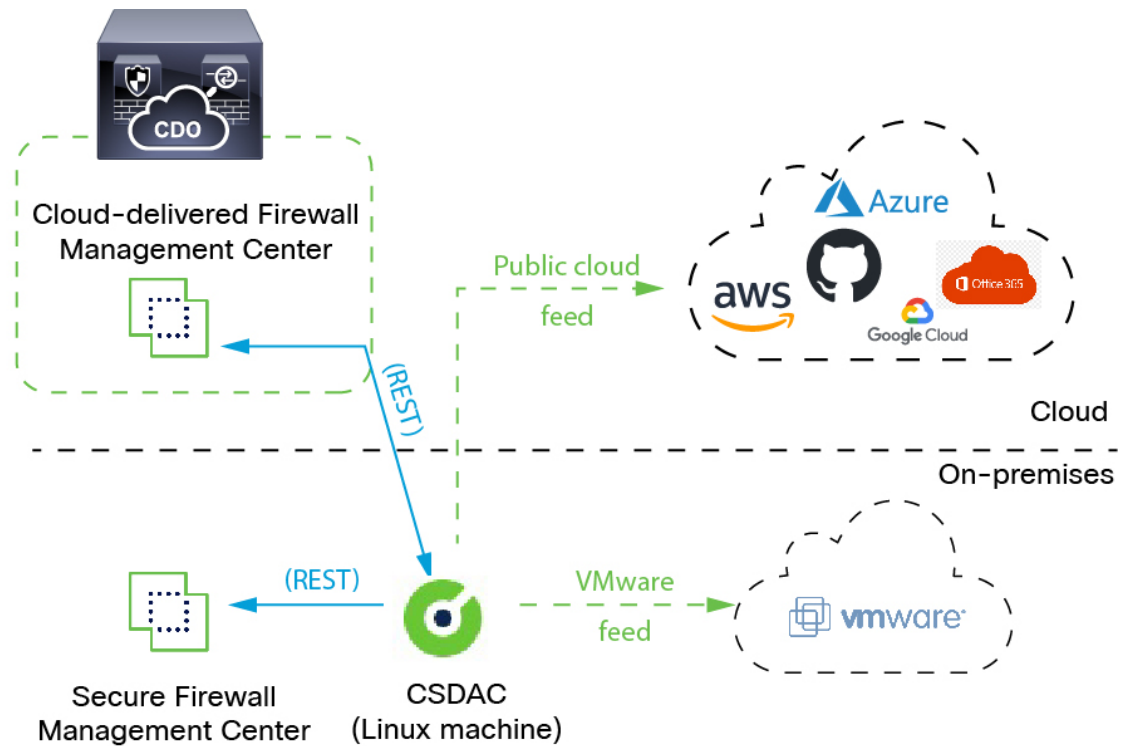 CDO
Cloud-delivered Firewall
Management Center
Public cloud
feed
Azure
aws
Office 365
Google Cloud
(REST)
Cloud
On-premises
(REST)
VMware
feed
vmware®
Secure Firewall
Management Center
CSDAC
(Linux machine)